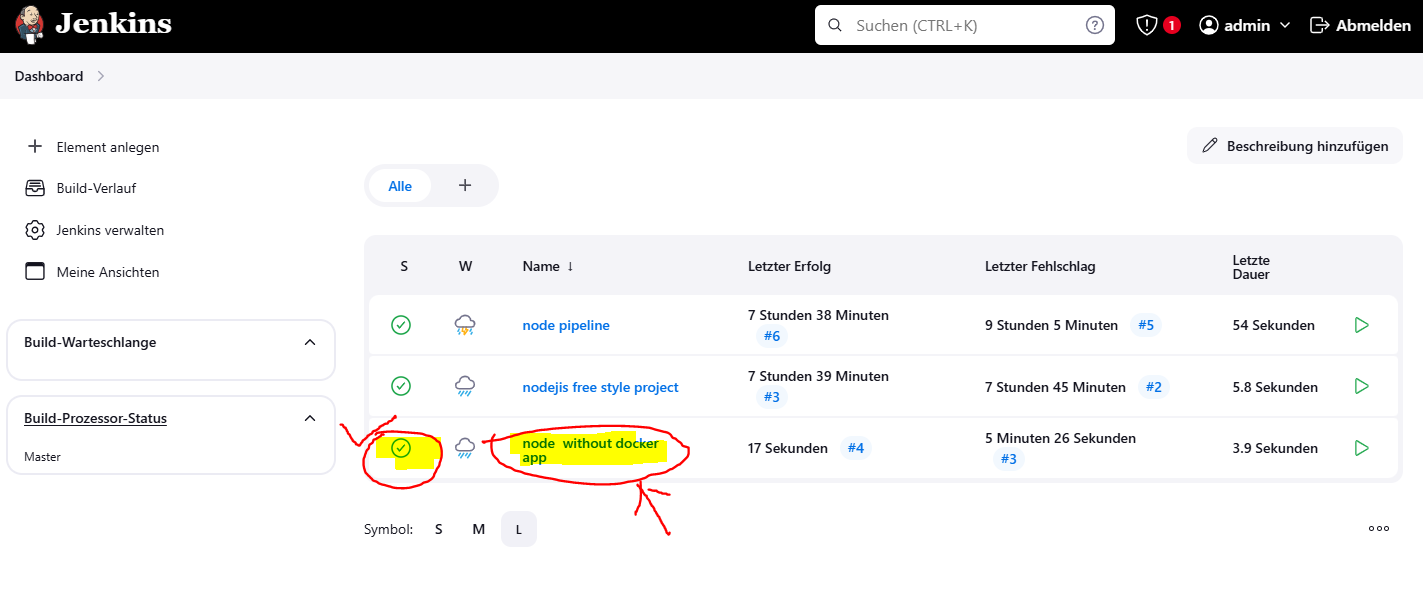 Jenkins
Suchen (CTRL+K)
1
admin
Abmelden
Dashboard
Element anlegen
Build-Verlauf
Jenkins verwalten
Meine Ansichten
Build-Warteschlange
Build-Prozessor-Status
Master
Beschreibung hinzufügen
Alle +
S W Name ↓ Letzter Erfolg Letzter Fehlschlag Letzte
Dauer
node pipeline 7 Stunden 38 Minuten
#6 9 Stunden 5 Minuten #5 54 Sekunden
nodejis free style project 7 Stunden 39 Minuten
#3 7 Stunden 45 Minuten #2 5.8 Sekunden
node without docker
app
17 Sekunden #4 5 Minuten 26 Sekunden
#3 3.9 Sekunden
Symbol: S M L